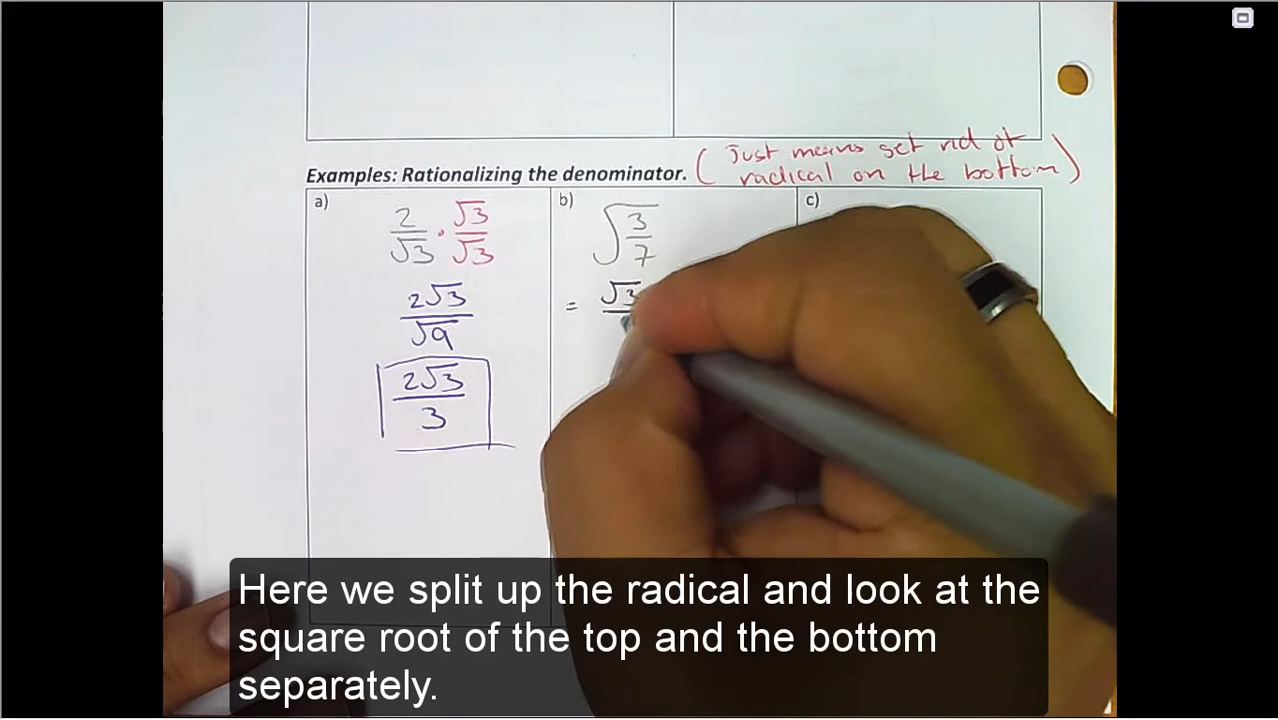 Examples: Rationalizing the denominator. (Just means get rid of
radical on the bottom)
a)
2/√3 · √3/√3
2√3/√9
2√3/3
b)
√(3/7)
= √3
c)
Here we split up the radical and look at the
square root of the top and the bottom
separately.